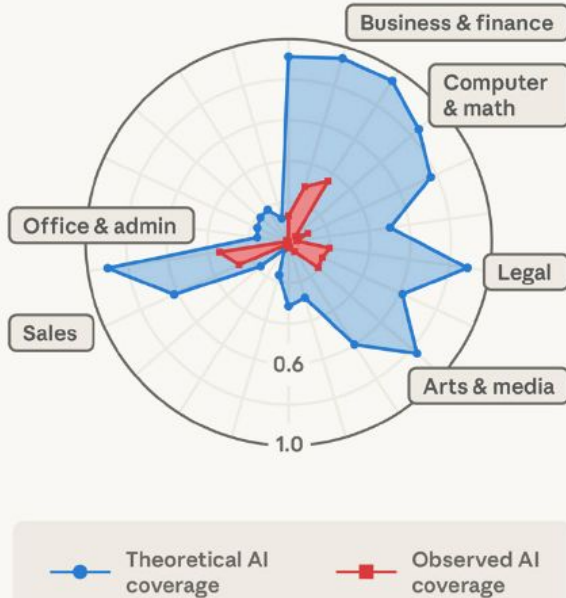 Business & finance
Computer
& math
Office & admin
Legal
Sales
0.6
Arts & media
1.0
Theoretical AI
coverage
Observed AI
coverage